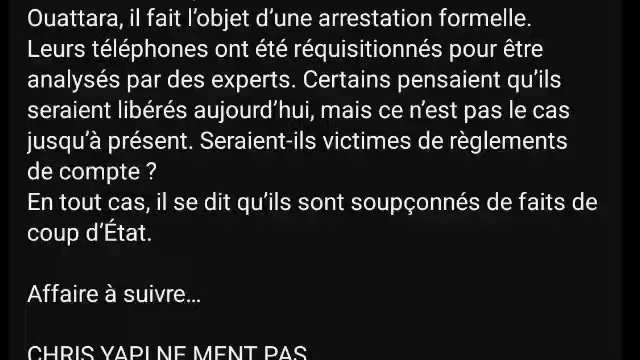 Ouattara, il fait l’objet d’une arrestation formelle.
Leurs téléphones ont été réquisitionnés pour être
analysés par des experts. Certains pensaient qu’ils
seraient libérés aujourd’hui, mais ce n’est pas le cas
jusqu’à présent. Seraient-ils victimes de règlements
de compte ?
En tout cas, il se dit qu’ils sont soupçonnés de faits de
coup d’État.
Affaire à suivre…
CHRIS YAPI NE MENT PAS